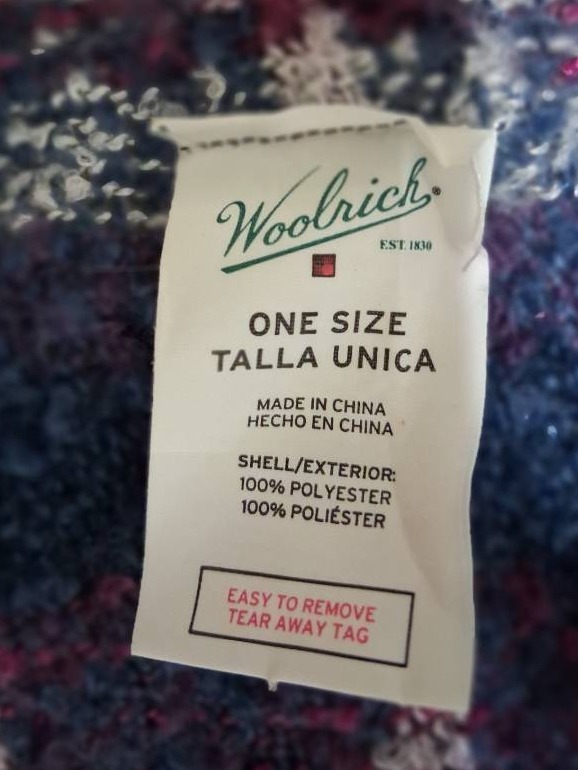 Woolrich®
EST. 1830
ONE SIZE
TALLA UNICA
MADE IN CHINA
HECHO EN CHINA
SHELL/EXTERIOR:
100% POLYESTER
100% POLIÉSTER
EASY TO REMOVE
TEAR AWAY TAG